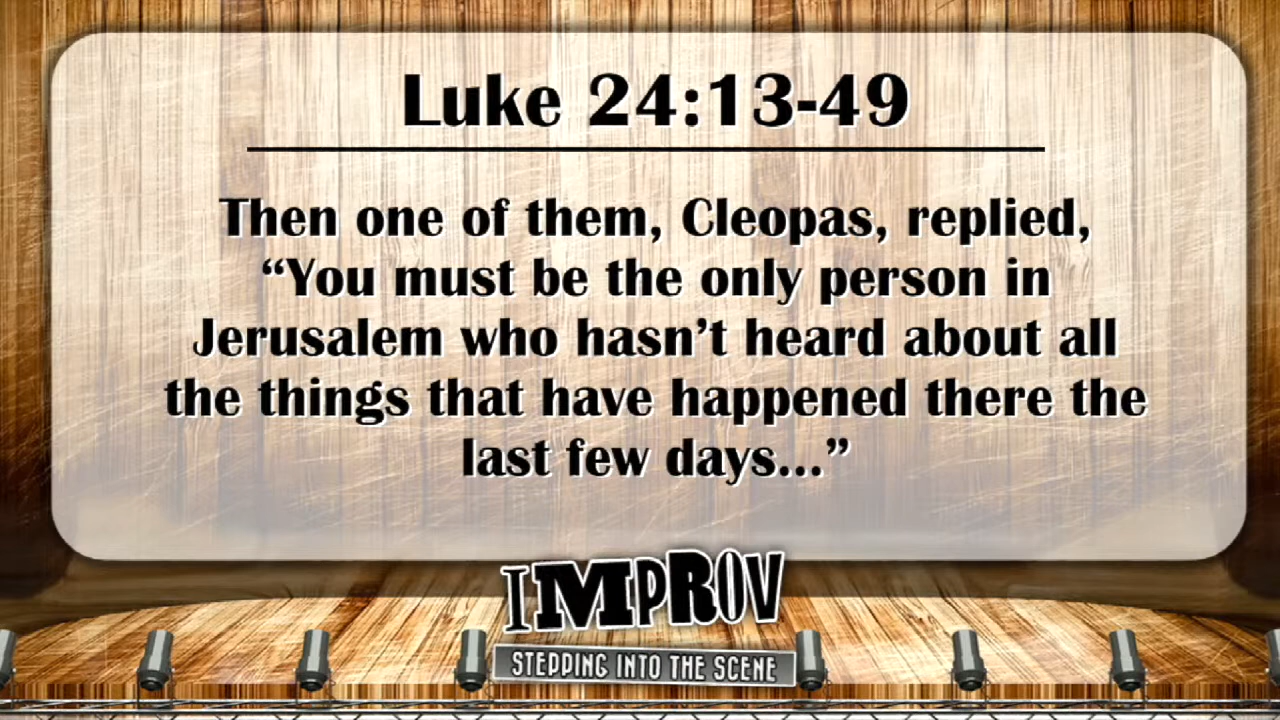 Luke 24:13-49
Then one of them, Cleopas, replied,
“You must be the only person in
Jerusalem who hasn’t heard about all
the things that have happened there the
last few days...”
IMPROV
STEPPING INTO THE SCENE